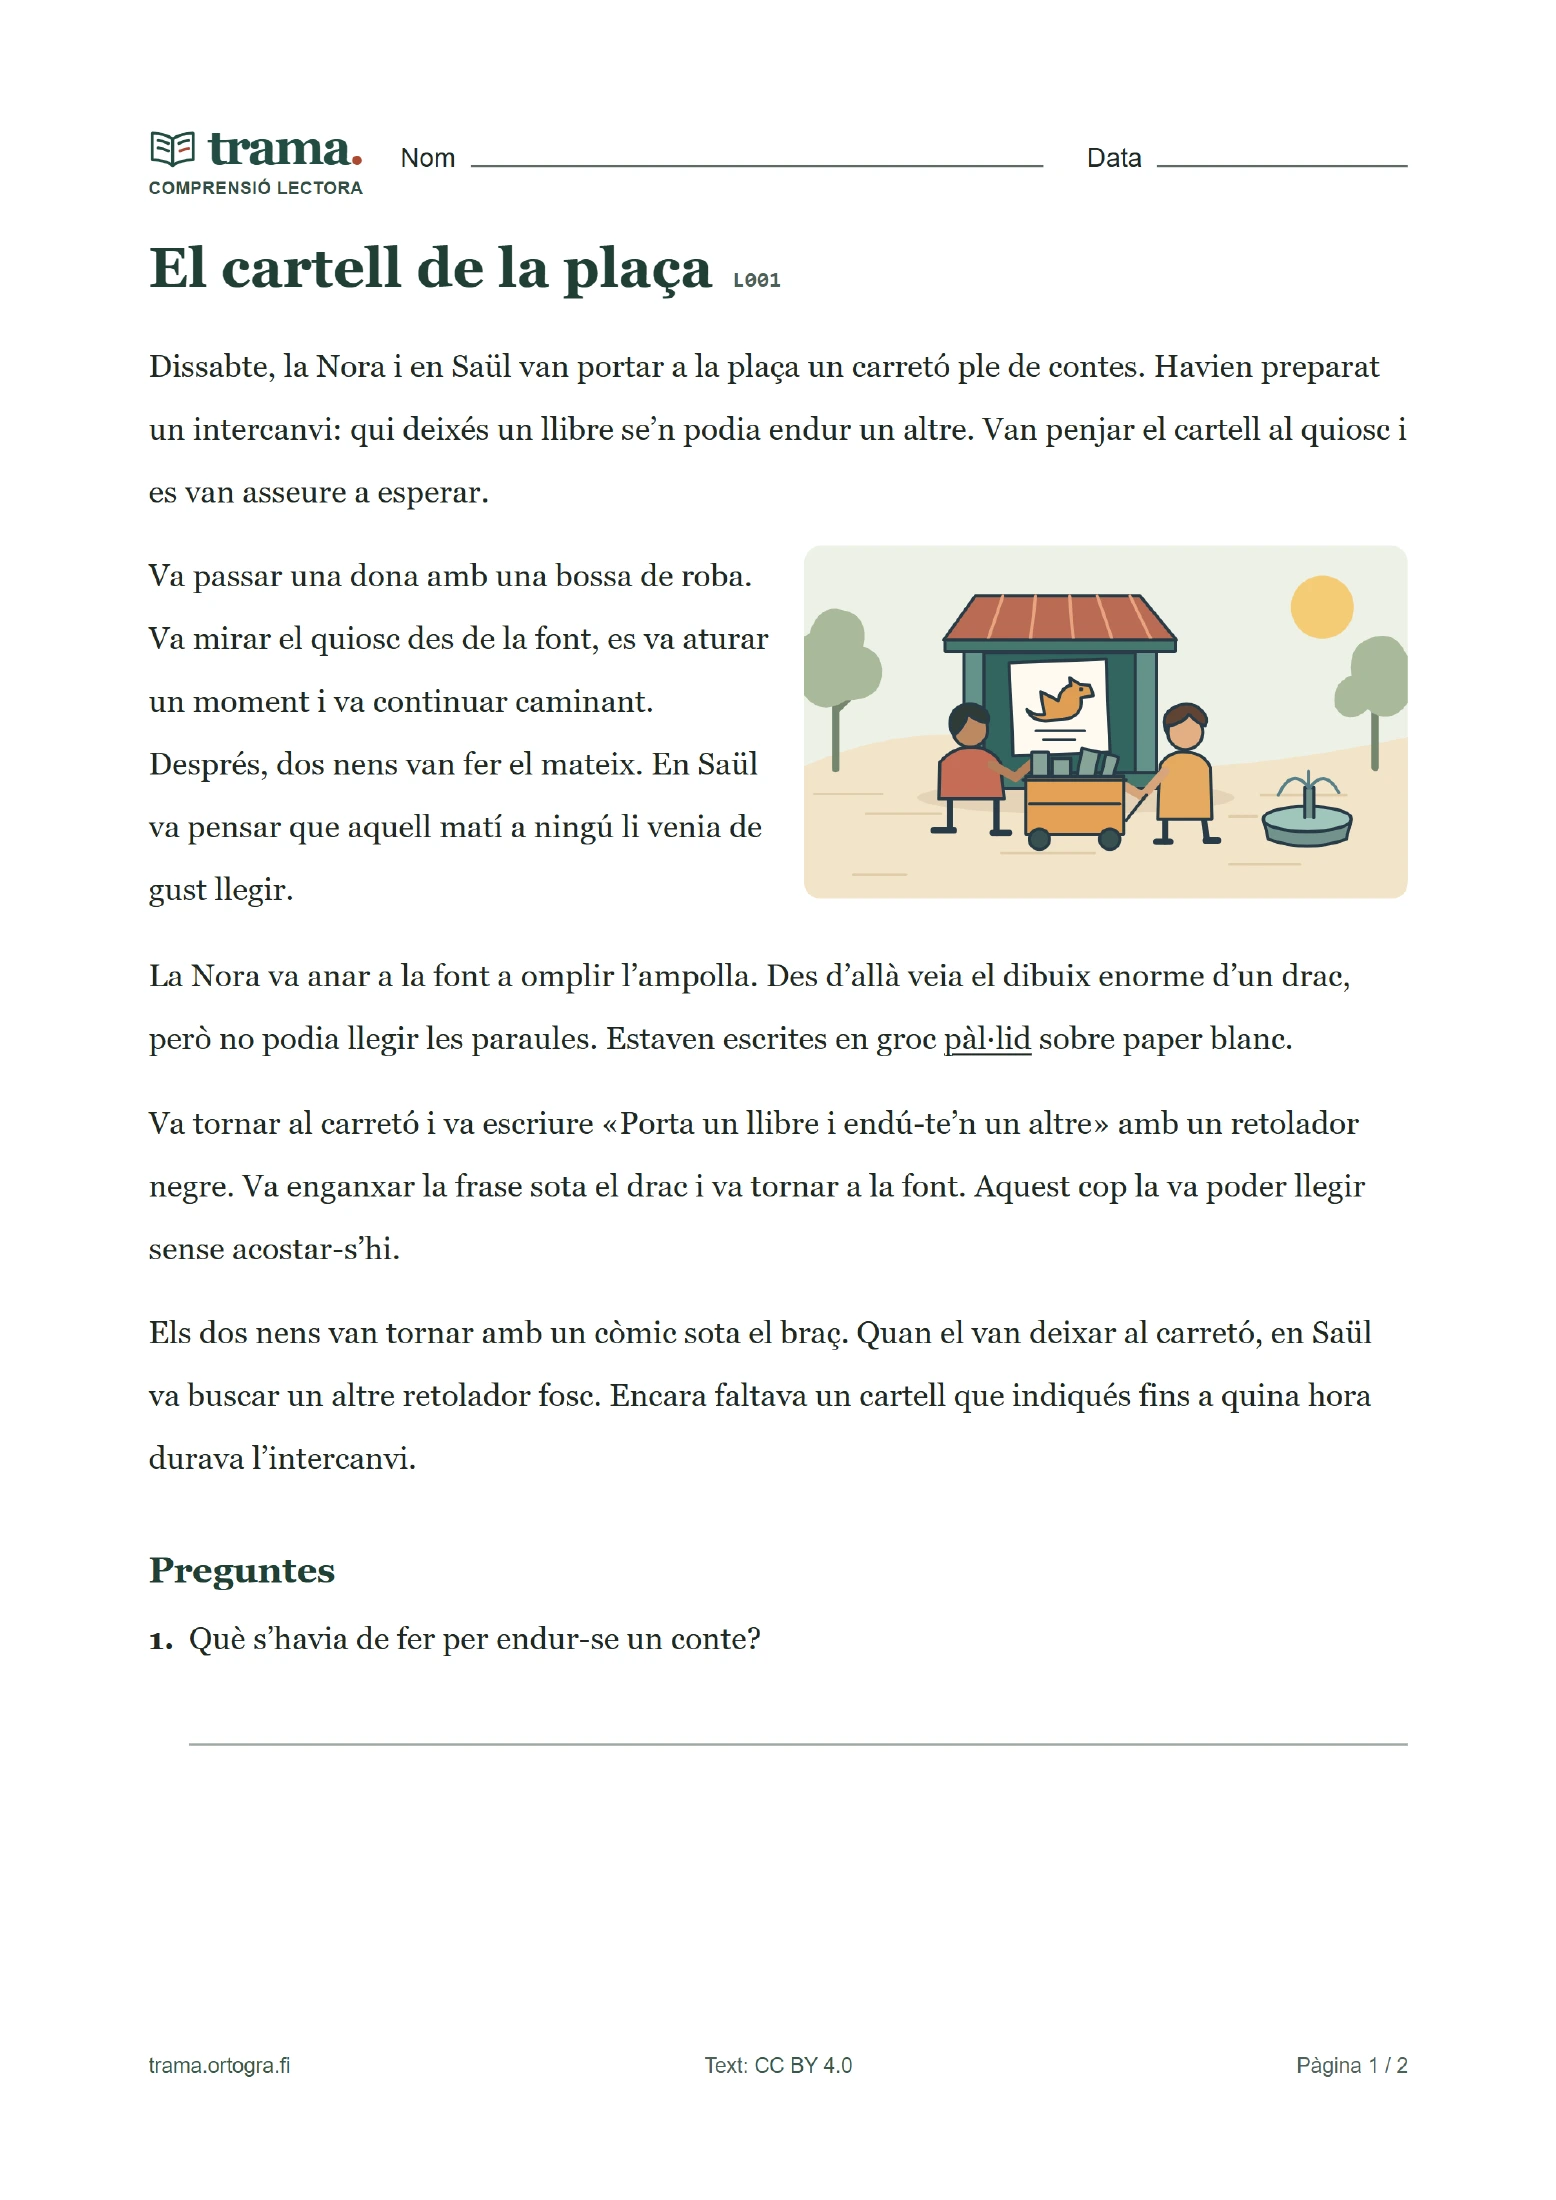 trama.
COMPRENSIÓ LECTORA
Nom
Data
El cartell de la plaça L001
Dissabte, la Nora i en Saül van portar a la plaça un carretó ple de contes. Havien preparat
un intercanvi: qui deixés un llibre se’n podia endur un altre. Van penjar el cartell al quiosc i
es van asseure a esperar.
Va passar una dona amb una bossa de roba.
Va mirar el quiosc des de la font, es va aturar
un moment i va continuar caminant.
Després, dos nens van fer el mateix. En Saül
va pensar que aquell matí a ningú li venia de
gust llegir.
La Nora va anar a la font a omplir l’ampolla. Des d’allà veia el dibuix enorme d’un drac,
però no podia llegir les paraules. Estaven escrites en groc pàl·lid sobre paper blanc.
Va tornar al carretó i va escriure «Porta un llibre i endú-te’n un altre» amb un retolador
negre. Va enganxar la frase sota el drac i va tornar a la font. Aquest cop la va poder llegir
sense acostar-s’hi.
Els dos nens van tornar amb un còmic sota el braç. Quan el van deixar al carretó, en Saül
va buscar un altre retolador fosc. Encara faltava un cartell que indiqués fins a quina hora
durava l’intercanvi.
Preguntes
1. Què s’havia de fer per endur-se un conte?
trama.ortogra.fi
Text: CC BY 4.0
Pàgina 1 / 2